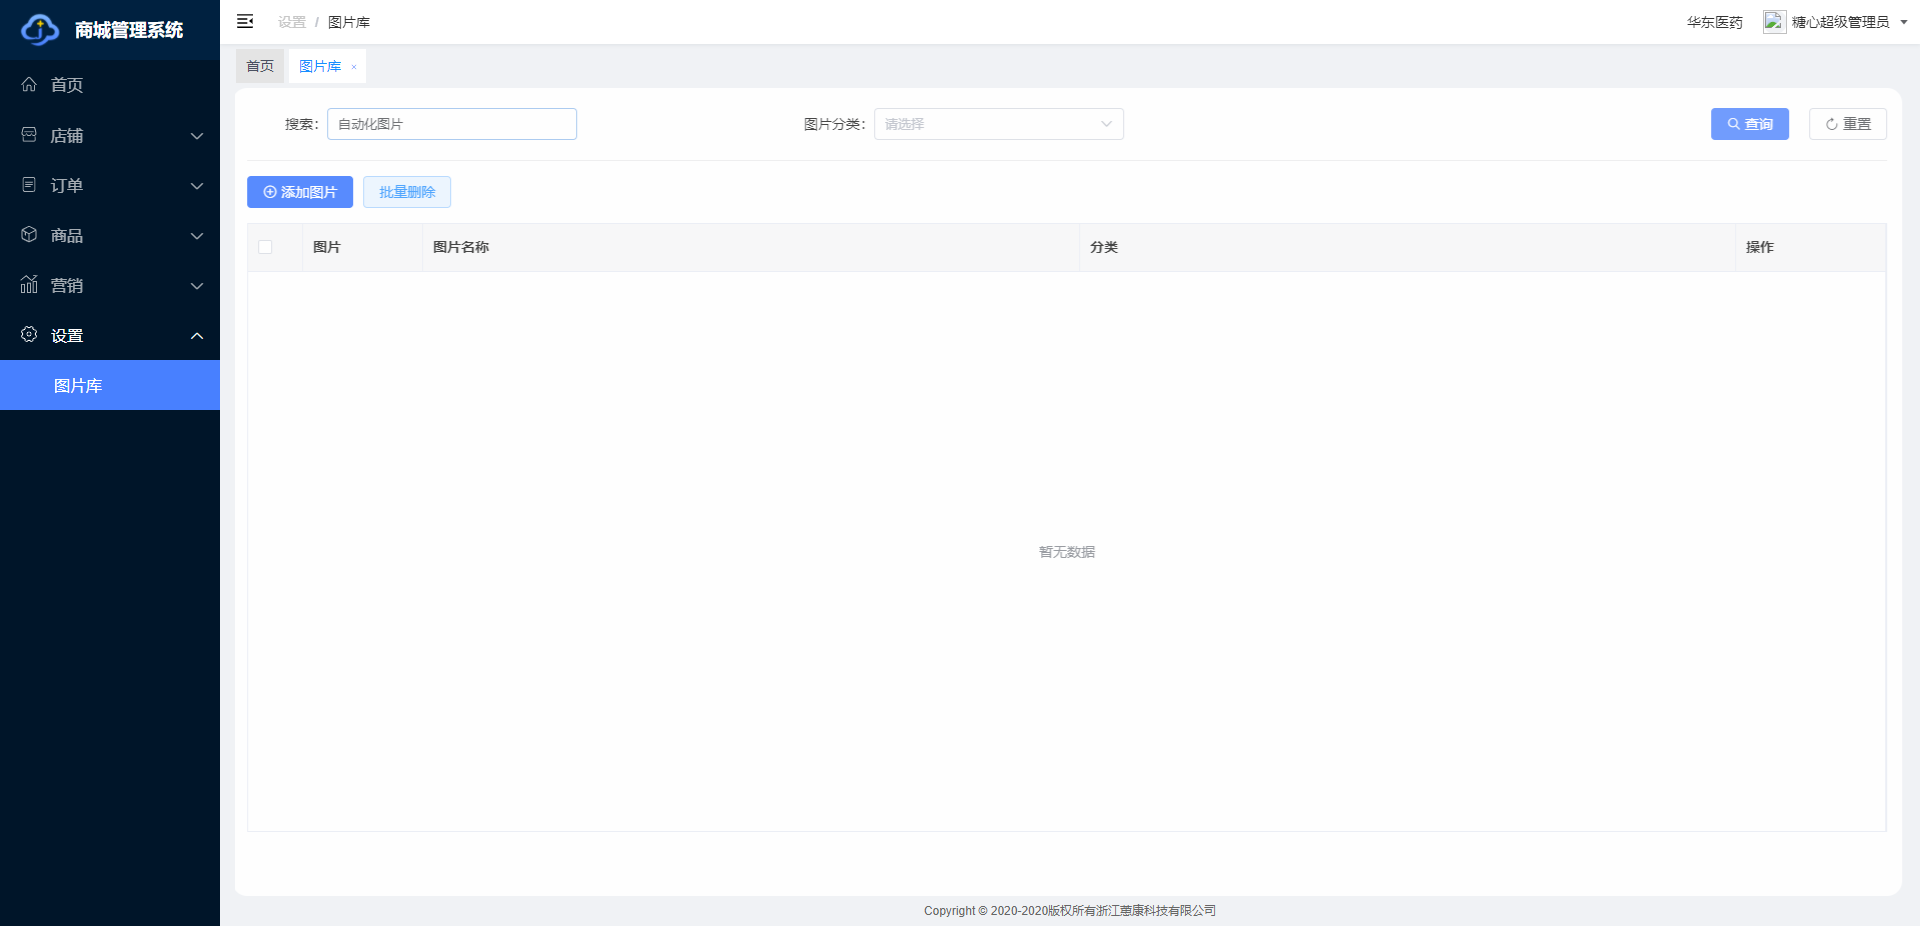 商城管理系统
首页
店铺
订单
商品
营销
设置
图片库
设置 / 图片库
华东医药
糖心超级管理员
首页
图片库 ×
搜索：
自动化图片
图片分类：
请选择
查询
重置
添加图片
批量删除
图片
图片名称
分类
操作
暂无数据
Copyright © 2020-2020版权所有浙江蒽康科技有限公司